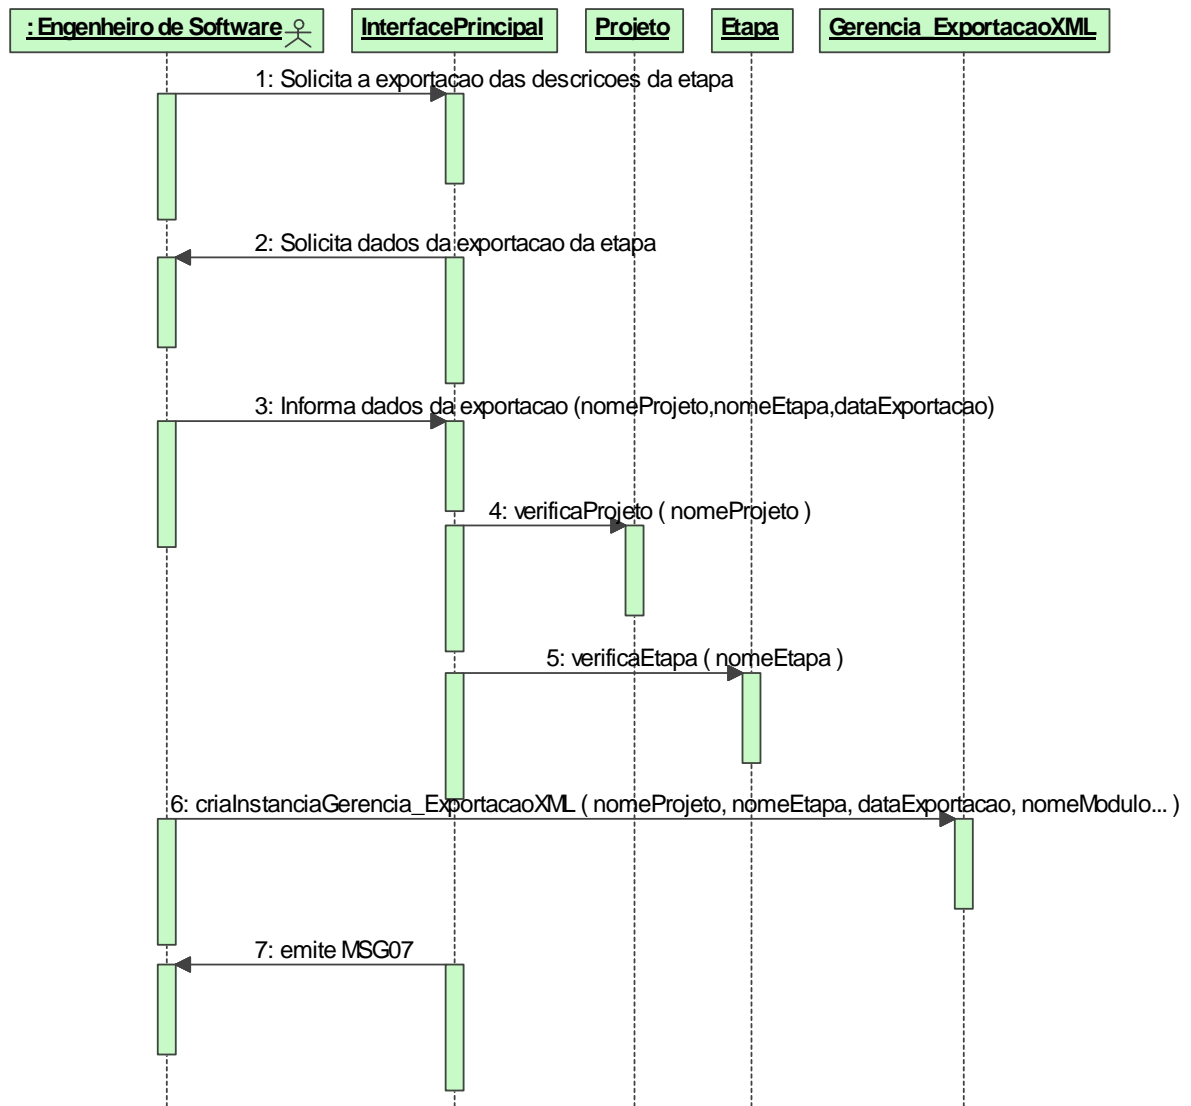 : Engenheiro de Software InterfacePrincipal Projeto Etapa Gerencia_ExportacaoXML
1: Solicita a exportacao das descricoes da etapa
2: Solicita dados da exportacao da etapa
3: Informa dados da exportacao (nomeProjeto,nomeEtapa,dataExportacao)
4: verificaProjeto ( nomeProjeto )
5: verificaEtapa ( nomeEtapa )
6: criaInstanciaGerencia_ExportacaoXML ( nomeProjeto, nomeEtapa, dataExportacao, nomeModulo... )
7: emite MSG07